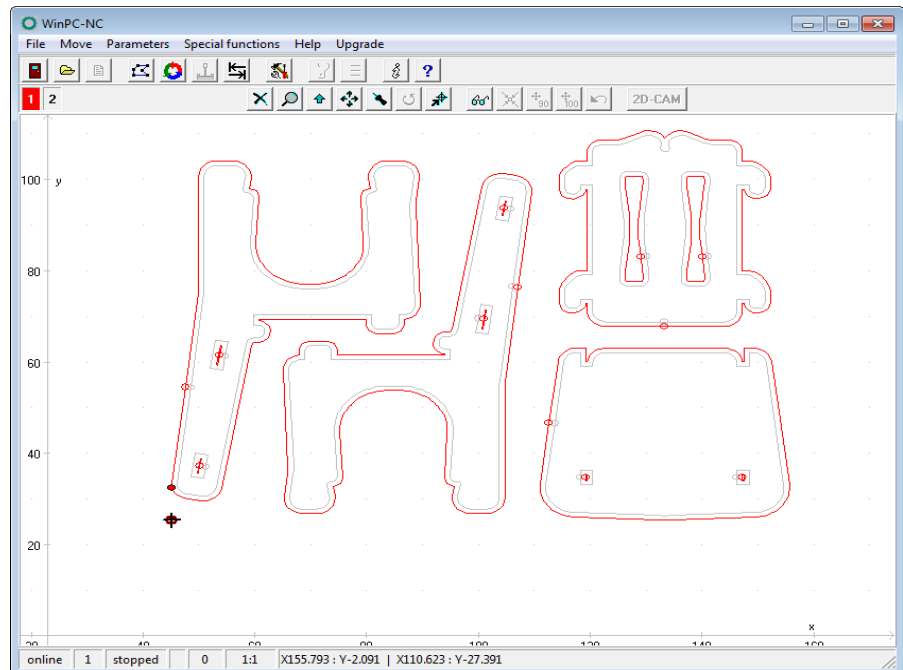 WinPC-NC
File Move Parameters Special functions Help Upgrade
?
1 2 +90 +100 2D-CAM
100 y
80
60
40
20
x
20 40 60 80 100 120 140 160
online 1 stopped 0 1:1 X155.793 : Y-2.091 | X110.623 : Y-27.391